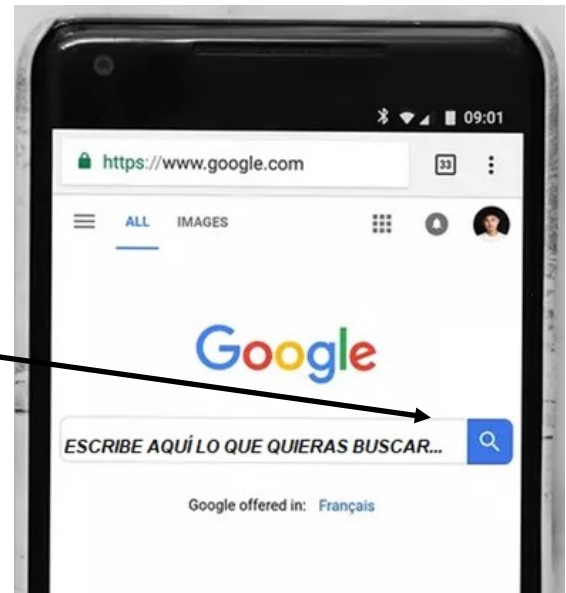 09:01
https://www.google.com 33
ALL IMAGES
Google
ESCRIBE AQUÍ LO QUE QUIERAS BUSCAR...
Google offered in: Français